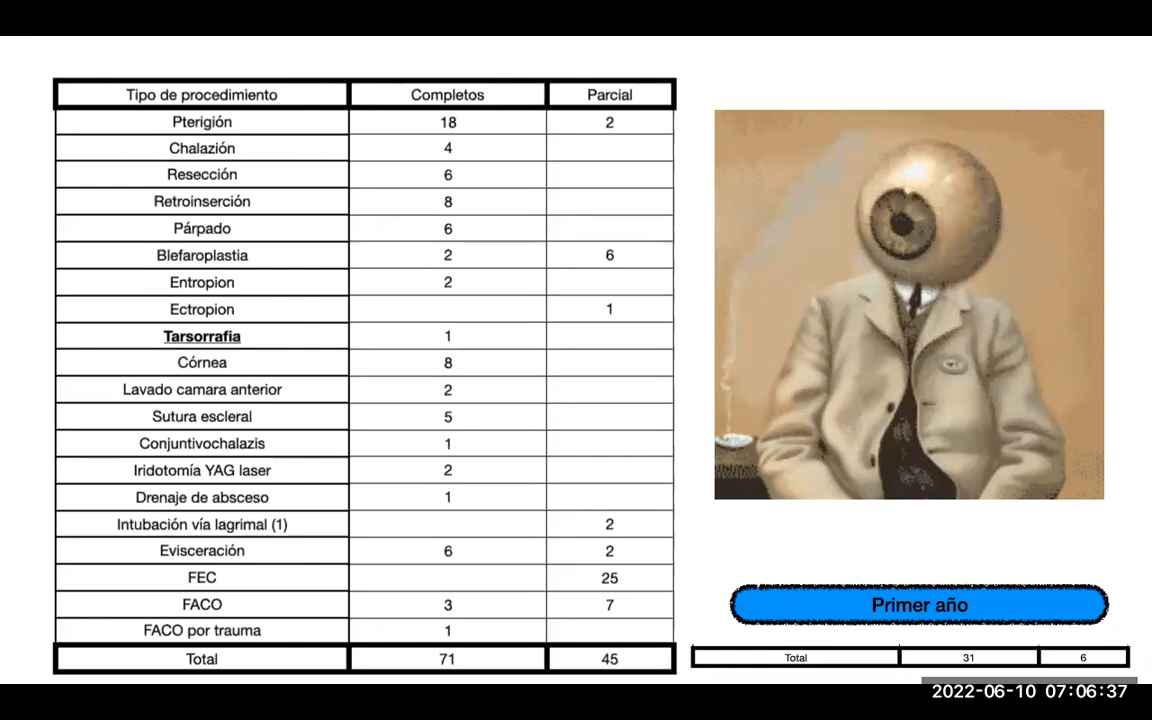 Tipo de procedimiento Completos Parcial
Pterigión 18 2
Chalazión 4
Resección 6
Retroinserción 8
Párpado 6
Blefaroplastia 2 6
Entropion 2
Ectropion 1
Tarsorrafia 1
Córnea 8
Lavado camara anterior 2
Sutura escleral 5
Conjuntivochalazis 1
Iridotomía YAG laser 2
Drenaje de absceso 1
Intubación vía lagrimal (1) 2
Evisceración 6 2
FEC 25
FACO 3 7
FACO por trauma 1
Total 71 45
Primer año
Total 31 6
2022-06-10 07:06:37